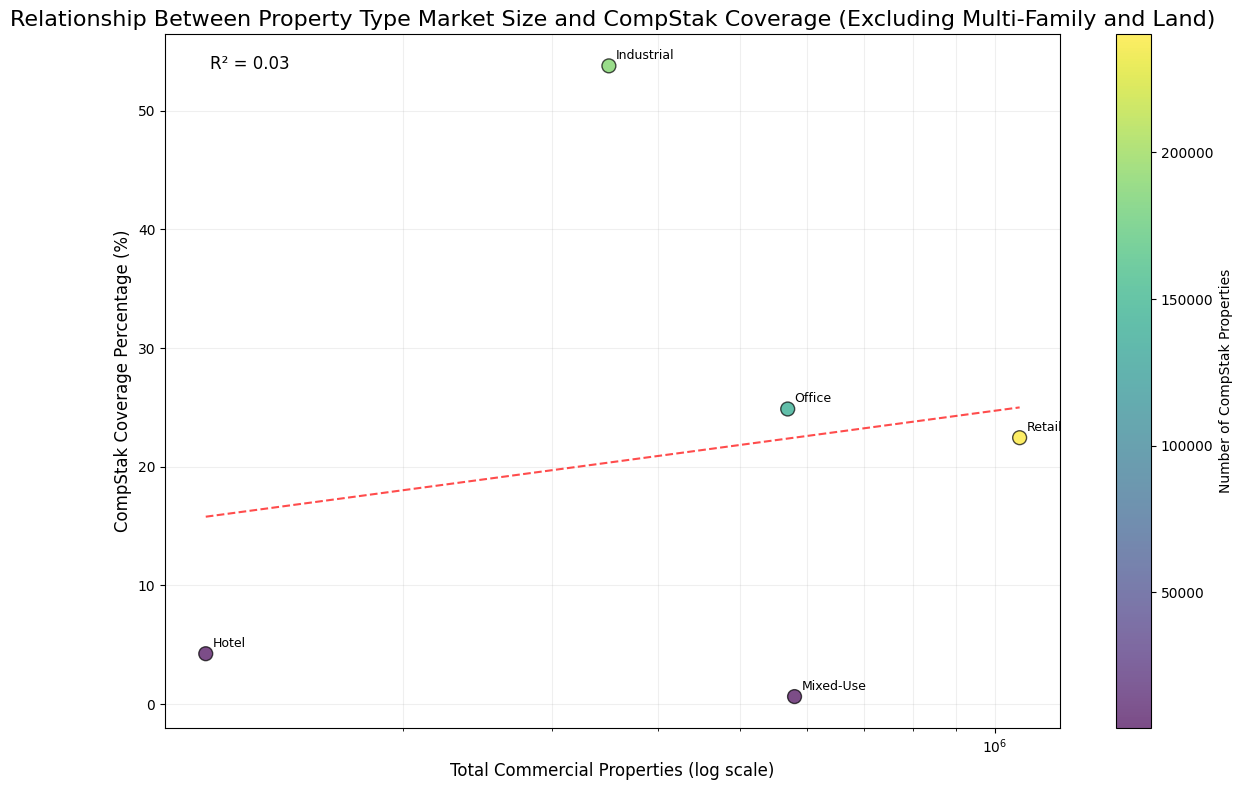 Relationship Between Property Type Market Size and CompStak Coverage (Excluding Multi-Family and Land)
R² = 0.03
Industrial
Office
Retail
Hotel
Mixed-Use
50
40
30
20
10
0
CompStak Coverage Percentage (%)
10⁶
Total Commercial Properties (log scale)
200000
150000
100000
50000
Number of CompStak Properties